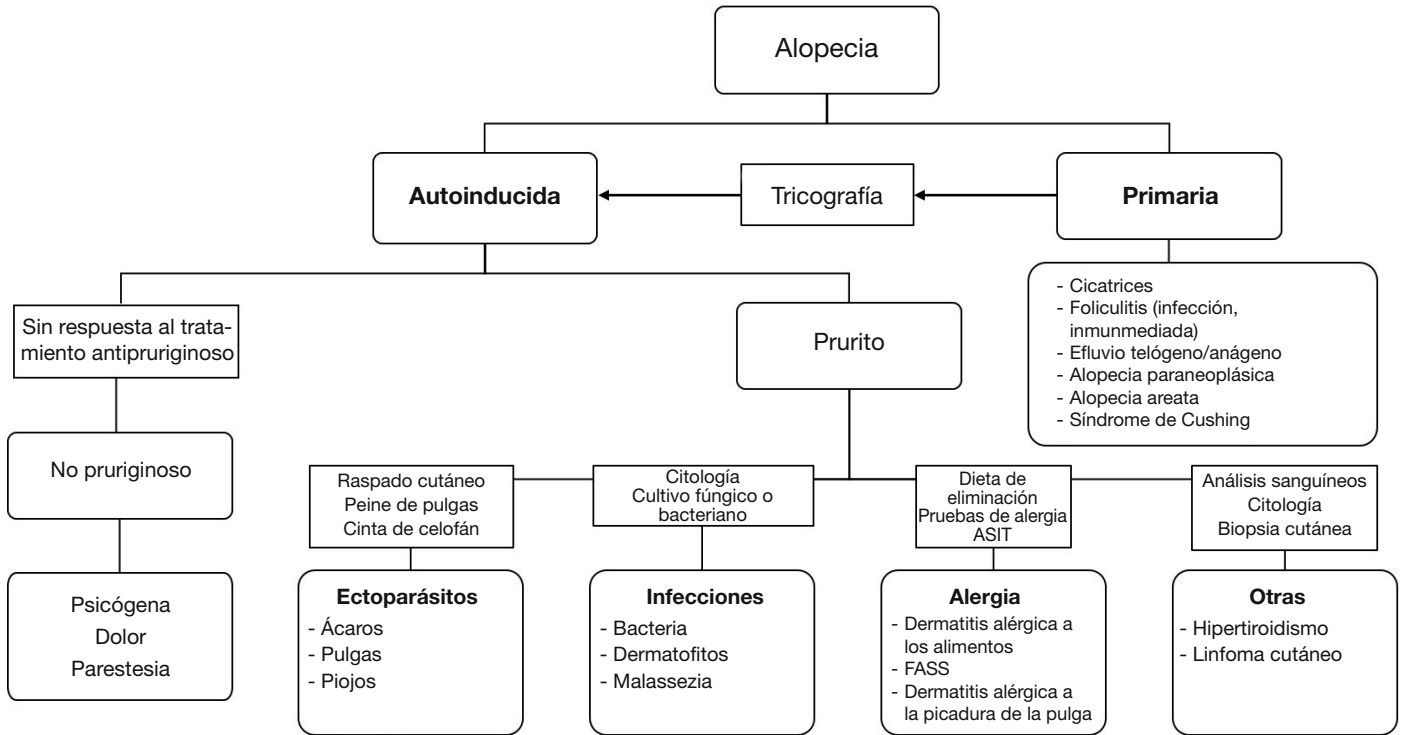 Alopecia
Autoinducida
Tricografía
Primaria
- Cicatrices
- Foliculitis (infección,
inmunmediada)
- Efluvio telógeno/anágeno
- Alopecia paraneoplásica
- Alopecia areata
- Síndrome de Cushing
Sin respuesta al trata-
miento antipruriginoso
Prurito
No pruriginoso
Psicógena
Dolor
Parestesia
Raspado cutáneo
Peine de pulgas
Cinta de celofán
Citología
Cultivo fúngico o
bacteriano
Dieta de
eliminación
Pruebas de alergia
ASIT
Análisis sanguíneos
Citología
Biopsia cutánea
Ectoparásitos
- Ácaros
- Pulgas
- Piojos
Infecciones
- Bacteria
- Dermatofitos
- Malassezia
Alergia
- Dermatitis alérgica a
los alimentos
- FASS
- Dermatitis alérgica a
la picadura de la pulga
Otras
- Hipertiroidismo
- Linfoma cutáneo